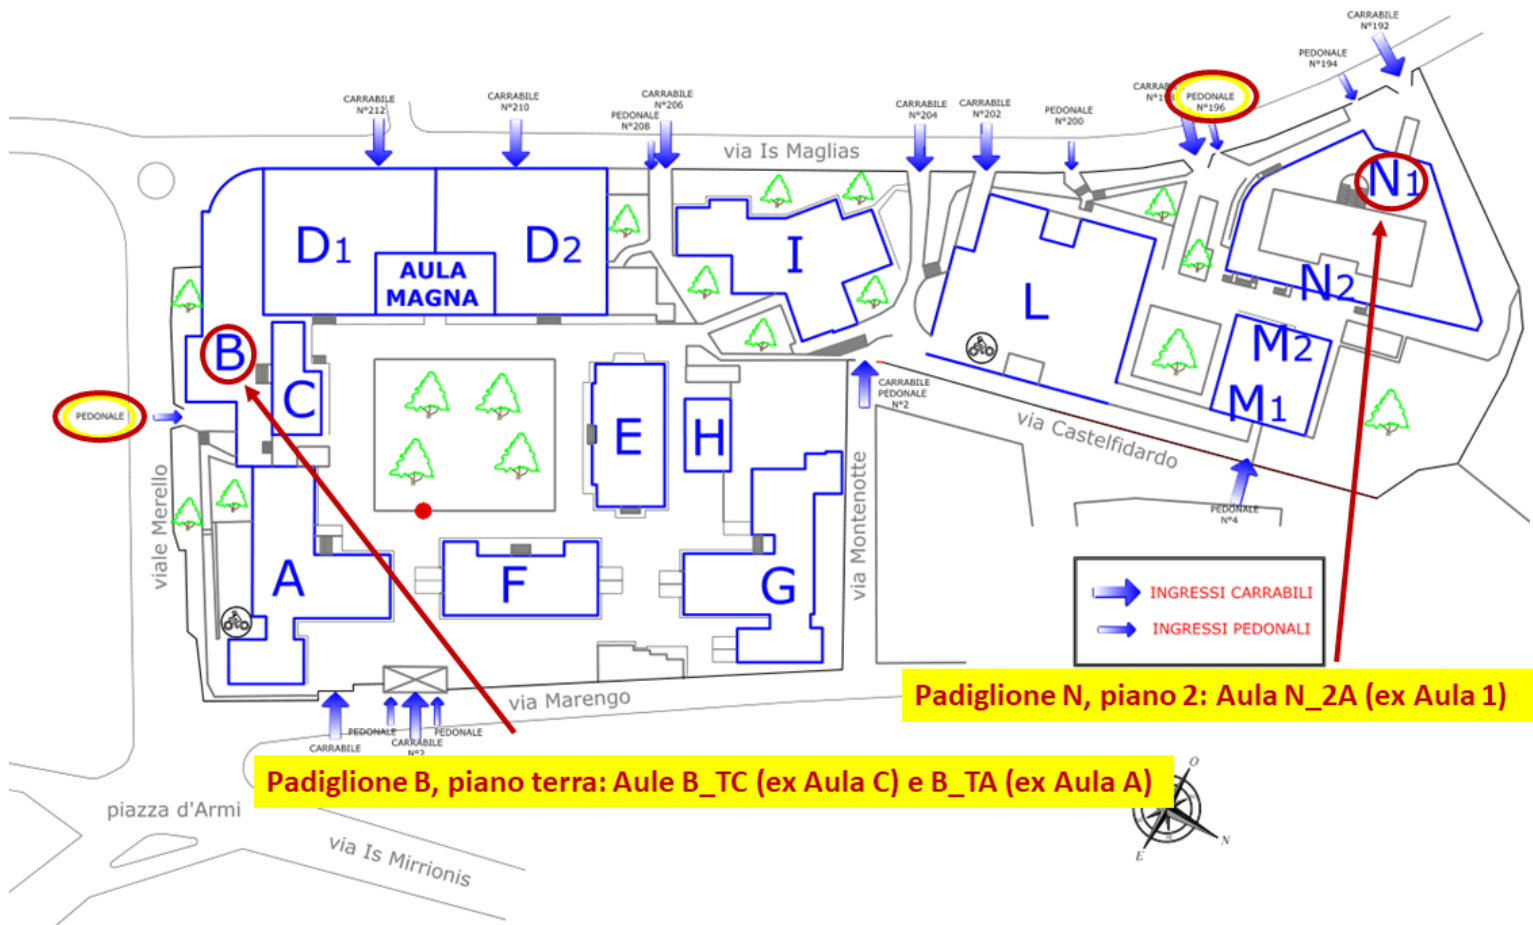 CARRABILE
N°192
PEDONALE
N°194
CARRABILE
N°212
CARRABILE
N°210
CARRABILE
N°206
PEDONALE
N°208
CARRABILE
N°204
CARRABILE
N°202
PEDONALE
N°200
PEDONALE
N°196
via Is Maglias
D1
D2
AULA
MAGNA
I
L
N1
N2
M2
M1
B
C
E
H
A
F
G
PEDONALE
CARRABILE
PEDONALE
N°2
via Castelfidardo
viale Merello
via Montenotte
PEDONALE
N°4
INGRESSI CARRABILI
INGRESSI PEDONALI
Padiglione N, piano 2: Aula N_2A (ex Aula 1)
via Marengo
PEDONALE
PEDONALE
CARRABILE
CARRABILE
N°2
Padiglione B, piano terra: Aule B_TC (ex Aula C) e B_TA (ex Aula A)
piazza d'Armi
via Is Mirrionis
O
N
E